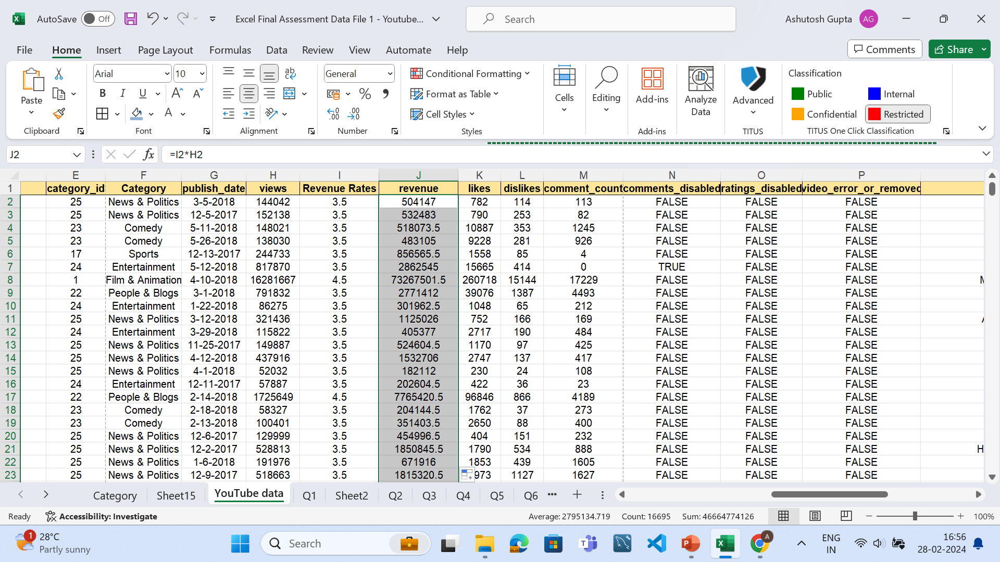 AutoSave Off Excel Final Assessment Data File 1 - Youtube... Search Ashutosh Gupta AG
File Home Insert Page Layout Formulas Data Review View Automate Help Comments Share
Paste
Clipboard
Arial 10
B I U A A
A
Font
ab
Alignment
General
% 9
Number
Conditional Formatting
Format as Table
Cell Styles
Styles
Cells
Editing
Add-ins
Add-ins
Analyze
Data
Advanced
TITUS
Classification
Public Internal
Confidential Restricted
TITUS One Click Classification
J2 fx =I2*H2
E F G H I J K L M N O P
1 category_id Category publish_date views Revenue Rates revenue likes dislikes comment_count comments_disabled ratings_disabled video_error_or_removed
2 25 News & Politics 3-5-2018 144042 3.5 504147 782 114 113 FALSE FALSE FALSE
3 25 News & Politics 12-5-2017 152138 3.5 532483 790 253 82 FALSE FALSE FALSE
4 23 Comedy 5-11-2018 148021 3.5 518073.5 10887 353 1245 FALSE FALSE FALSE
5 23 Comedy 5-26-2018 138030 3.5 483105 9228 281 926 FALSE FALSE FALSE
6 17 Sports 12-13-2017 244733 3.5 856565.5 1558 85 4 FALSE FALSE FALSE
7 24 Entertainment 5-12-2018 817870 3.5 2862545 15665 414 0 TRUE FALSE FALSE
8 1 Film & Animation 4-10-2018 16281667 4.5 73267501.5 260718 15144 17229 FALSE FALSE FALSE
9 22 People & Blogs 3-1-2018 791832 3.5 2771412 39076 1387 4493 FALSE FALSE FALSE
10 24 Entertainment 1-22-2018 86275 3.5 301962.5 1048 65 212 FALSE FALSE FALSE
11 25 News & Politics 3-12-2018 321436 3.5 1125026 752 166 169 FALSE FALSE FALSE
12 24 Entertainment 3-29-2018 115822 3.5 405377 2717 190 484 FALSE FALSE FALSE
13 25 News & Politics 11-25-2017 149887 3.5 524604.5 1170 97 425 FALSE FALSE FALSE
14 25 News & Politics 4-12-2018 437916 3.5 1532706 2747 137 417 FALSE FALSE FALSE
15 25 News & Politics 4-1-2018 52032 3.5 182112 230 24 108 FALSE FALSE FALSE
16 24 Entertainment 12-11-2017 57887 3.5 202604.5 422 36 23 FALSE FALSE FALSE
17 22 People & Blogs 2-14-2018 1725649 4.5 7765420.5 96846 866 4189 FALSE FALSE FALSE
18 23 Comedy 2-18-2018 58327 3.5 204144.5 1762 37 273 FALSE FALSE FALSE
19 23 Comedy 2-13-2018 100401 3.5 351403.5 2650 88 400 FALSE FALSE FALSE
20 25 News & Politics 12-6-2017 129999 3.5 454996.5 404 151 232 FALSE FALSE FALSE
21 25 News & Politics 12-2-2017 528813 3.5 1850845.5 1790 534 888 FALSE FALSE FALSE H
22 25 News & Politics 1-6-2018 191976 3.5 671916 1853 439 1605 FALSE FALSE FALSE
23 25 News & Politics 12-9-2017 518663 3.5 1815320.5 973 1127 1627 FALSE FALSE FALSE
Category Sheet15 YouTube data Q1 Sheet2 Q2 Q3 Q4 Q5 Q6 ...
Ready Accessibility: Investigate Average: 2795134.719 Count: 16695 Sum: 46664774126 100%
1 28°C
Partly sunny
Search
A
ENG
IN
16:56
28-02-2024